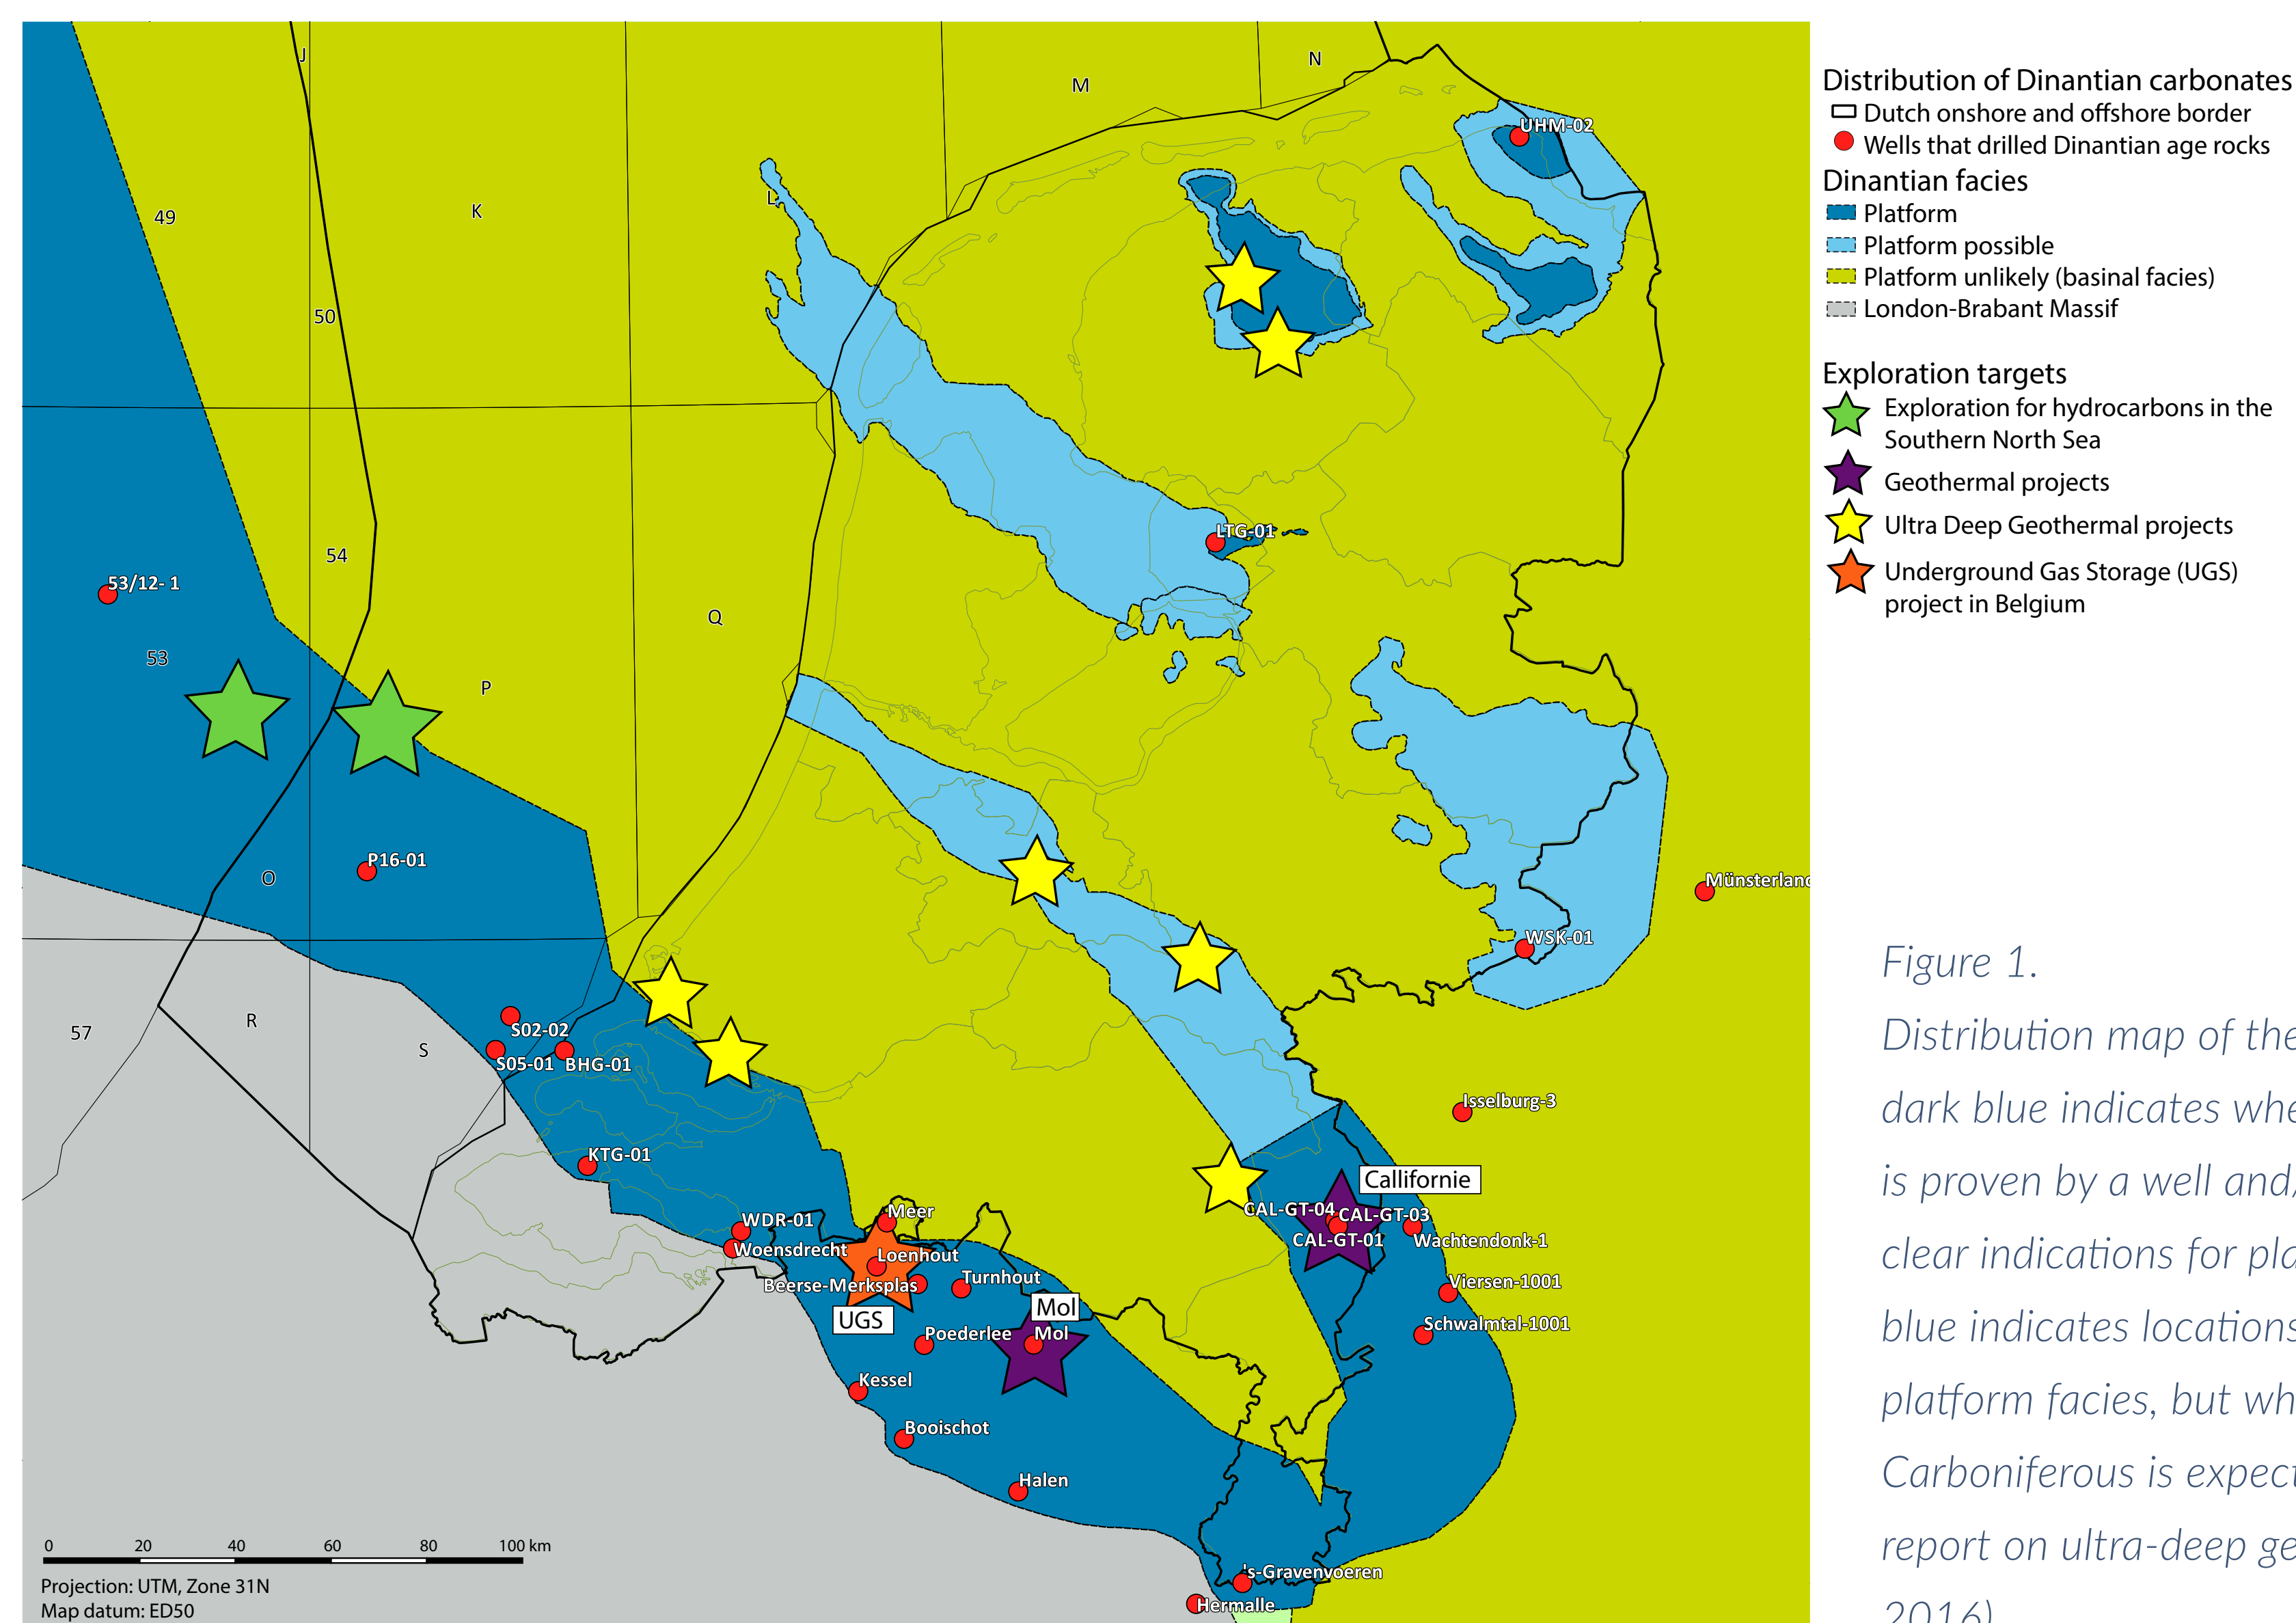 J
N
M
UHM-02
L
49
K
50
LTG-01
54
53/12- 1
Q
53
P
P16-01
O
Münsterland
WSK-01
57
R
S
S02-02
S05-01
BHG-01
Isselburg-3
KTG-01
Callifornie
WDR-01
Meer
CAL-GT-04
CAL-GT-03
Woensdrecht
Loenhout
CAL-GT-01
Wachtendonk-1
Beerse-Merksplas
Turnhout
Viersen-1001
UGS
Mol
Poederlee
Mol
Schwalmtal-1001
Kessel
Booischot
Halen
's-Gravenvoeren
Hermalle
0 20 40 60 80 100 km
Projection: UTM, Zone 31N
Map datum: ED50
Distribution of Dinantian carbonates
Dutch onshore and offshore border
Wells that drilled Dinantian age rocks
Dinantian facies
Platform
Platform possible
Platform unlikely (basinal facies)
London-Brabant Massif
Exploration targets
Exploration for hydrocarbons in the
Southern North Sea
Geothermal projects
Ultra Deep Geothermal projects
Underground Gas Storage (UGS)
project in Belgium
Figure 1.
Distribution map of the
dark blue indicates whe
is proven by a well and/
clear indications for pla
blue indicates locations
platform facies, but wh
Carboniferous is expect
report on ultra-deep ge
2016)